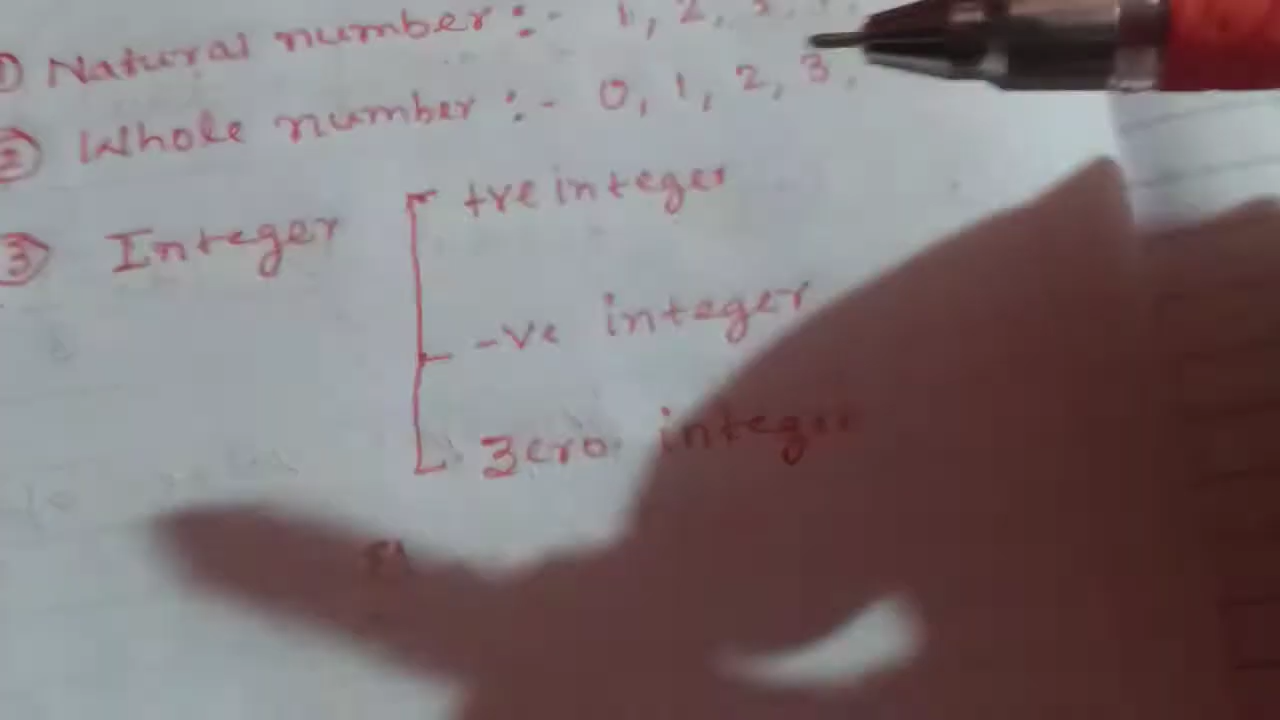 ① Natural number :- 1, 2, 3,
② Whole number :- 0, 1, 2, 3,
③ Integer
+ve integer
-ve integer
zero integer